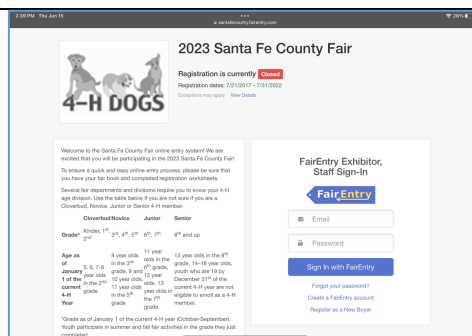 2:39 PM Thu Jun 15
santafecounty.fairentry.com
28%
4-H DOGS
2023 Santa Fe County Fair
Registration is currently Closed
Registration dates: 7/21/2017 - 7/31/2022
Exceptions may apply View Details
Welcome to the Santa Fe County Fair online entry system! We are
excited that you will be participating in the 2023 Santa Fe County Fair!
To ensure a quick and easy online entry process, please be sure that
you have your fair book and completed registration worksheets.
Several fair departments and divisions require you to know your 4-H
age division. Use the table below if you are not sure if you are a
Cloverbud, Novice, Junior or Senior 4-H member.
Cloverbud Novice Junior Senior
Grade* Kinder, 1st, 2nd 3rd, 4th, 5th 6th, 7th 8th and up
Age as of January 1 of the current 4-H Year
5, 6, 7-8 years old in the 2nd grade
8 years old in the 3rd grade, 9 and 10 years old, 11 years old in the 5th grade
11 year olds in the 6th grade, 12 year olds, 13 year olds in the 7th grade
13 year olds in the 8th grade, 14–18 year olds, youth who are 19 by December 31st of the current 4-H year are not eligible to enroll as a 4-H member.
*Grade as of January 1 of the current 4-H year (October-September).
Youth participate in summer and fall fair activities in the grade they just
completed.
FairEntry Exhibitor,
Staff Sign-In
FairEntry
Email
Password
Sign In with FairEntry
Forgot your password?
Create a FairEntry account
Register as a New Buyer